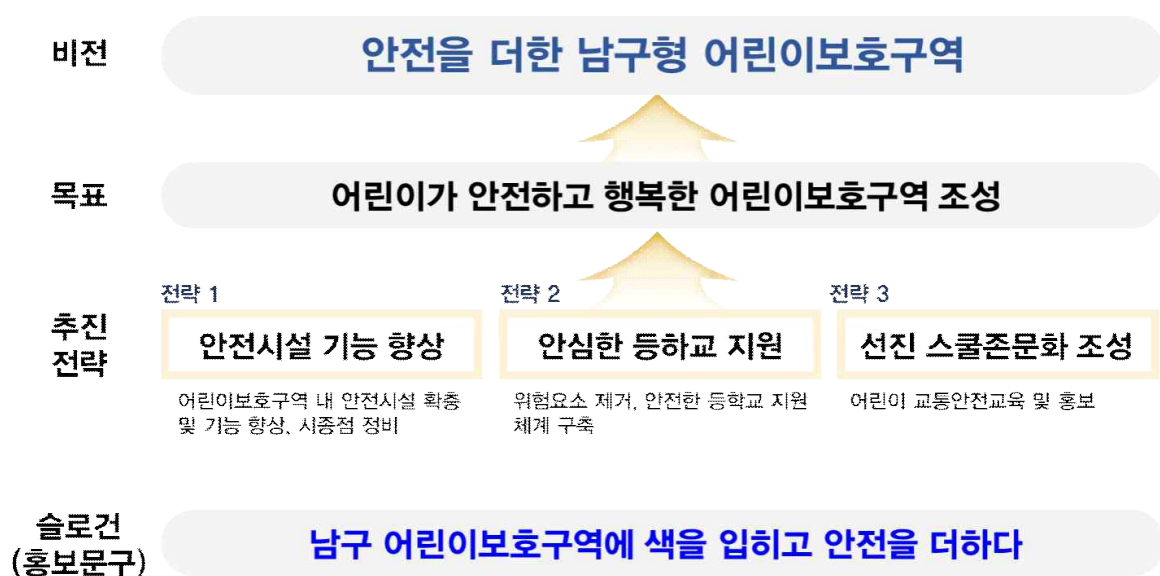 비전
안전을 더한 남구형 어린이보호구역
목표
어린이가 안전하고 행복한 어린이보호구역 조성
추진
전략
전략 1
안전시설 기능 향상
어린이보호구역 내 안전시설 확충
및 기능 향상, 시종점 정비
전략 2
안심한 등하교 지원
위험요소 제거, 안전한 등학교 지원
체계 구축
전략 3
선진 스쿨존문화 조성
어린이 교통안전교육 및 홍보
슬로건
(홍보문구)
남구 어린이보호구역에 색을 입히고 안전을 더하다